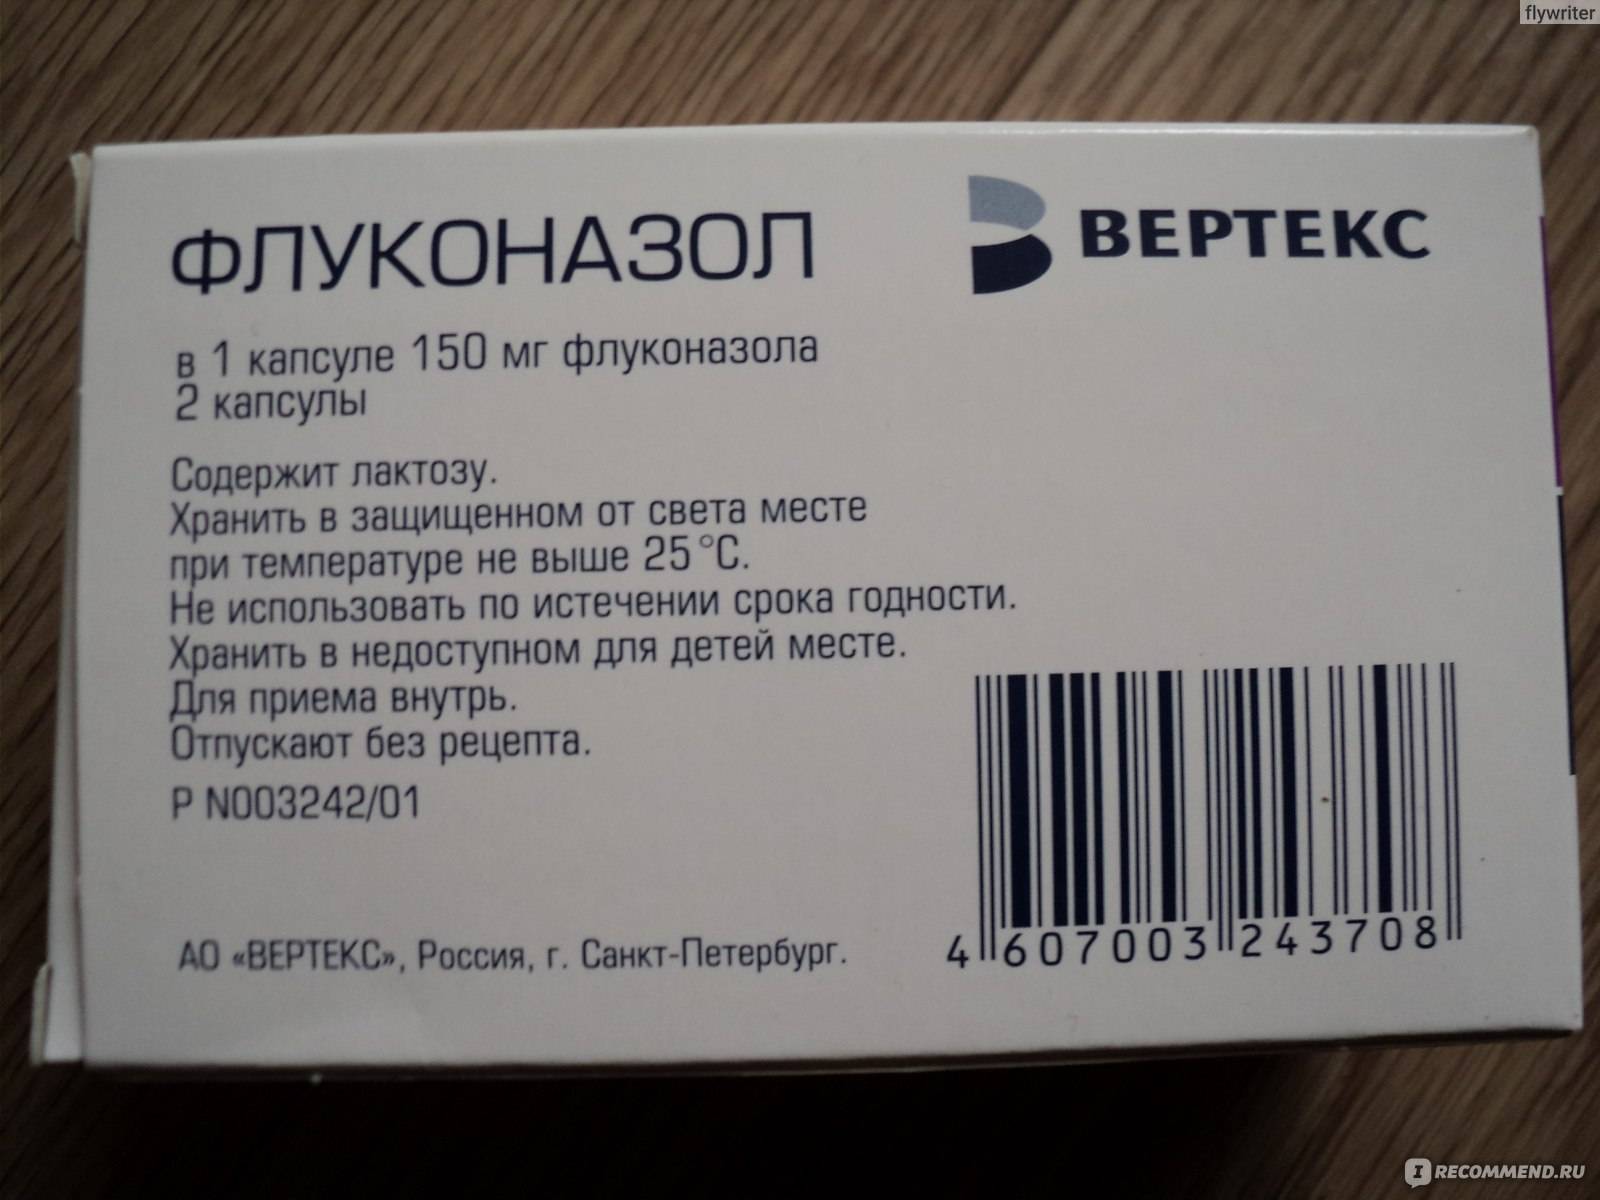 flywriter
ФЛУКОНАЗОЛ
ВЕРТЕКС
в 1 капсуле 150 мг флуконазола
2 капсулы
Содержит лактозу.
Хранить в защищенном от света месте
при температуре не выше 25 °С.
Не использовать по истечении срока годности.
Хранить в недоступном для детей месте.
Для приема внутрь.
Отпускают без рецепта.
Р N003242/01
АО «ВЕРТЕКС», Россия, г. Санкт-Петербург.
4 607003 243708
IRECOMMEND.RU